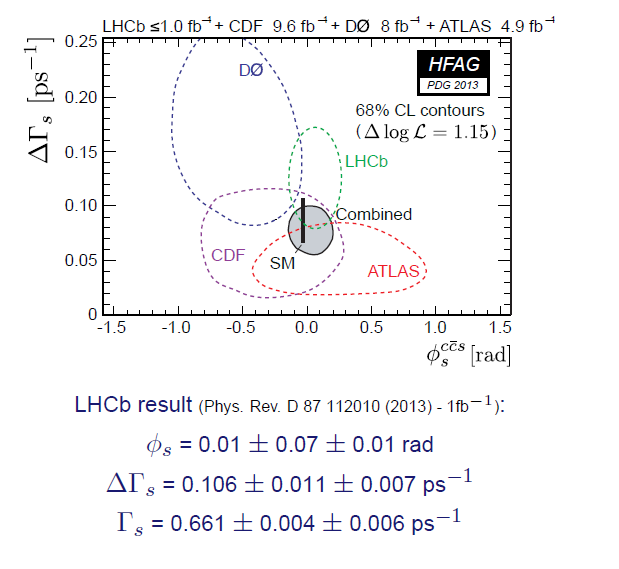 LHCb ≤1.0 fb⁻¹ + CDF 9.6 fb⁻¹ + DØ 8 fb⁻¹ + ATLAS 4.9 fb⁻¹
ΔΓs [ps⁻¹]
0.25
0.20
0.15
0.10
0.05
0
DØ
HFAG
PDG 2013
68% CL contours
(Δ log ℒ = 1.15)
LHCb
Combined
CDF
SM
ATLAS
-1.5 -1.0 -0.5 0.0 0.5 1.0 1.5
ϕ_s^{cc̄s} [rad]
LHCb result (Phys. Rev. D 87 112010 (2013) - 1fb⁻¹):
ϕs = 0.01 ± 0.07 ± 0.01 rad
ΔΓs = 0.106 ± 0.011 ± 0.007 ps⁻¹
Γs = 0.661 ± 0.004 ± 0.006 ps⁻¹